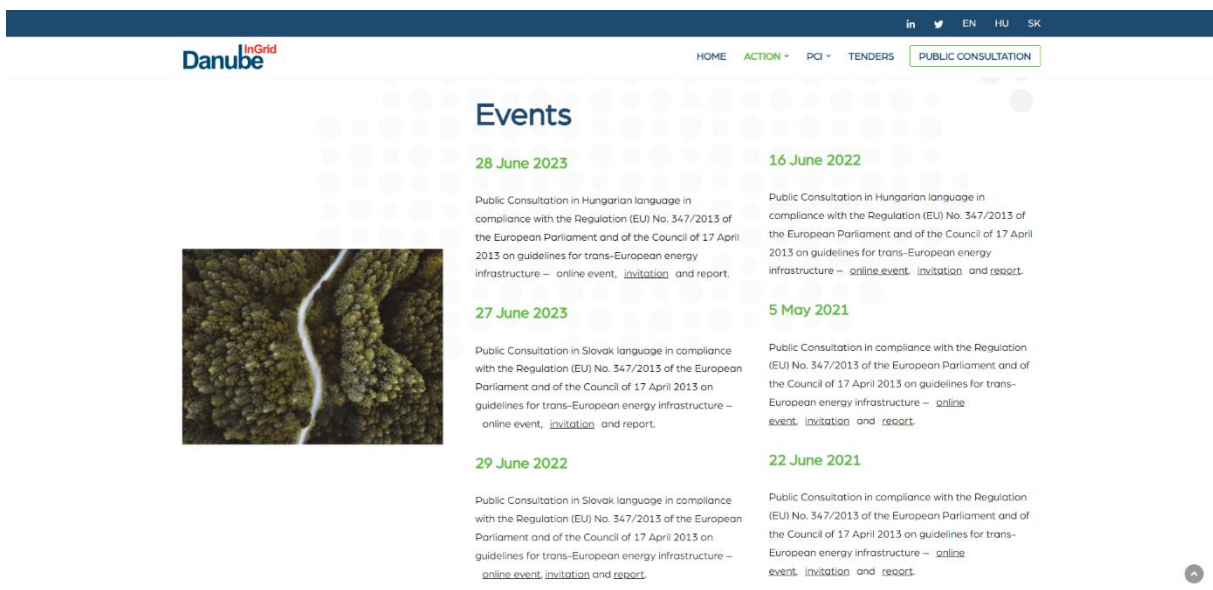 EN HU SK
Danube InGrid
HOME ACTION PCI TENDERS PUBLIC CONSULTATION
Events
28 June 2023
Public Consultation in Hungarian language in
compliance with the Regulation (EU) No. 347/2013 of
the European Parliament and of the Council of 17 April
2013 on guidelines for trans-European energy
infrastructure – online event, invitation and report.
27 June 2023
Public Consultation in Slovak language in compliance
with the Regulation (EU) No. 347/2013 of the European
Parliament and of the Council of 17 April 2013 on
guidelines for trans-European energy infrastructure –
online event, invitation and report.
29 June 2022
Public Consultation in Slovak language in compliance
with the Regulation (EU) No. 347/2013 of the European
Parliament and of the Council of 17 April 2013 on
guidelines for trans-European energy infrastructure –
online event, invitation and report.
16 June 2022
Public Consultation in Hungarian language in
compliance with the Regulation (EU) No. 347/2013 of
the European Parliament and of the Council of 17 April
2013 on guidelines for trans-European energy
infrastructure – online event, invitation and report.
5 May 2021
Public Consultation in compliance with the Regulation
(EU) No. 347/2013 of the European Parliament and of
the Council of 17 April 2013 on guidelines for trans-
European energy infrastructure – online
event, invitation and report.
22 June 2021
Public Consultation in compliance with the Regulation
(EU) No. 347/2013 of the European Parliament and of
the Council of 17 April 2013 on guidelines for trans-
European energy infrastructure – online
event, invitation and report.